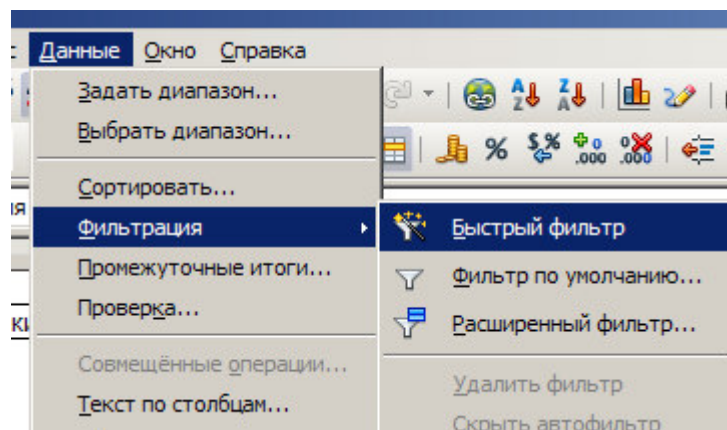 Данные Окно Справка
Задать диапазон...
Выбрать диапазон...
Сортировать...
Фильтрация
Быстрый фильтр
Промежуточные итоги...
Фильтр по умолчанию...
Проверка...
Расширенный фильтр...
Совмещённые операции...
Удалить фильтр
Текст по столбцам...
Скрыть автофильтр